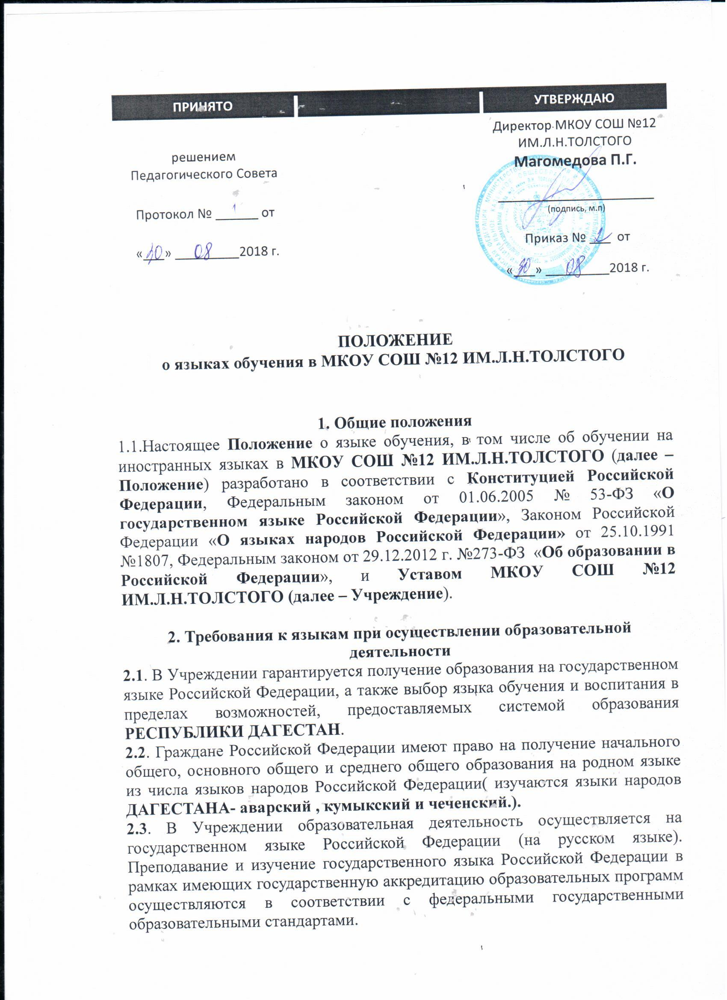 ПРИНЯТО
УТВЕРЖДАЮ
решением
Педагогического Совета
Протокол № 1 от
«30» 08 2018 г.
Директор МКОУ СОШ №12
ИМ.Л.Н.ТОЛСТОГО
Магомедова П.Г.
(подпись, м.п)
Приказ № 2 от
«30» 08 2018 г.
ПОЛОЖЕНИЕ
о языках обучения в МКОУ СОШ №12 ИМ.Л.Н.ТОЛСТОГО
1. Общие положения
1.1.Настоящее Положение о языке обучения, в том числе об обучении на
иностранных языках в МКОУ СОШ №12 ИМ.Л.Н.ТОЛСТОГО (далее –
Положение) разработано в соответствии с Конституцией Российской
Федерации, Федеральным законом от 01.06.2005 № 53-ФЗ «О
государственном языке Российской Федерации», Законом Российской
Федерации «О языках народов Российской Федерации» от 25.10.1991
№1807, Федеральным законом от 29.12.2012 г. №273-ФЗ «Об образовании в
Российской Федерации», и Уставом МКОУ СОШ №12
ИМ.Л.Н.ТОЛСТОГО (далее – Учреждение).
2. Требования к языкам при осуществлении образовательной
деятельности
2.1. В Учреждении гарантируется получение образования на государственном
языке Российской Федерации, а также выбор языка обучения и воспитания в
пределах возможностей, предоставляемых системой образования
РЕСПУБЛИКИ ДАГЕСТАН.
2.2. Граждане Российской Федерации имеют право на получение начального
общего, основного общего и среднего общего образования на родном языке
из числа языков народов Российской Федерации( изучаются языки народов
ДАГЕСТАНА- аварский , кумыкский и чеченский.).
2.3. В Учреждении образовательная деятельность осуществляется на
государственном языке Российской Федерации (на русском языке).
Преподавание и изучение государственного языка Российской Федерации в
рамках имеющих государственную аккредитацию образовательных программ
осуществляются в соответствии с федеральными государственными
образовательными стандартами.